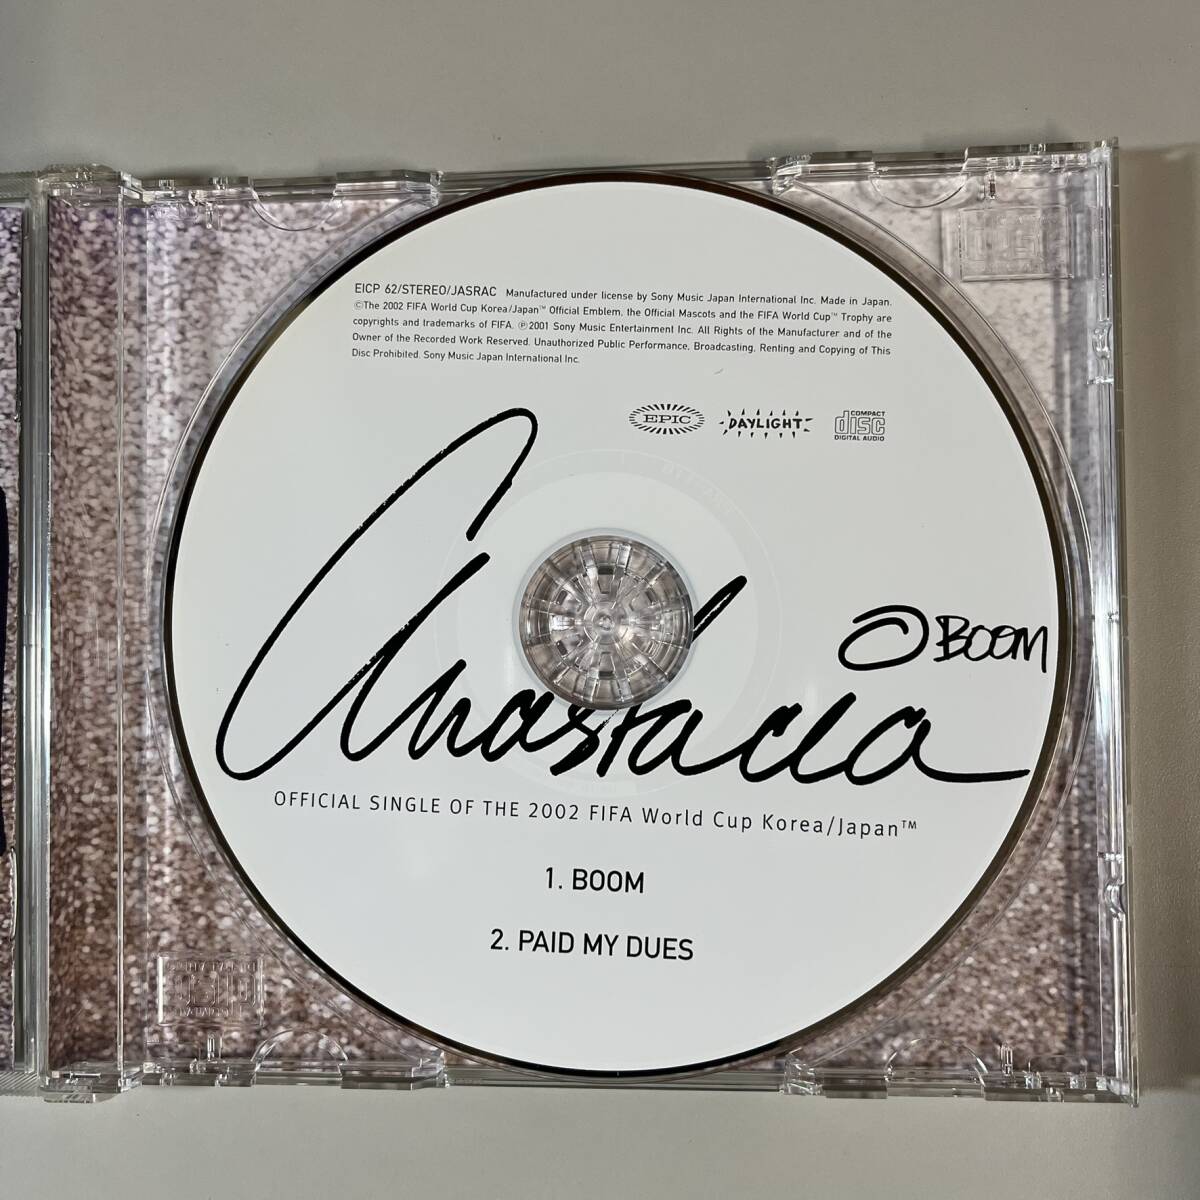 EICP 62/STEREO/JASRAC Manufactured under license by Sony Music Japan International Inc. Made in Japan.
©The 2002 FIFA World Cup Korea/Japan™ Official Emblem, the Official Mascots and the FIFA World Cup™ Trophy are
copyrights and trademarks of FIFA. ℗2001 Sony Music Entertainment Inc. All Rights of the Manufacturer and of the
Owner of the Recorded Work Reserved. Unauthorized Public Performance, Broadcasting, Renting and Copying of This
Disc Prohibited. Sony Music Japan International Inc.
EPIC
DAYLIGHT
COMPACT
disc
DIGITAL AUDIO
Anastacia
BOOM
OFFICIAL SINGLE OF THE 2002 FIFA World Cup Korea/Japan™
1. BOOM
2. PAID MY DUES